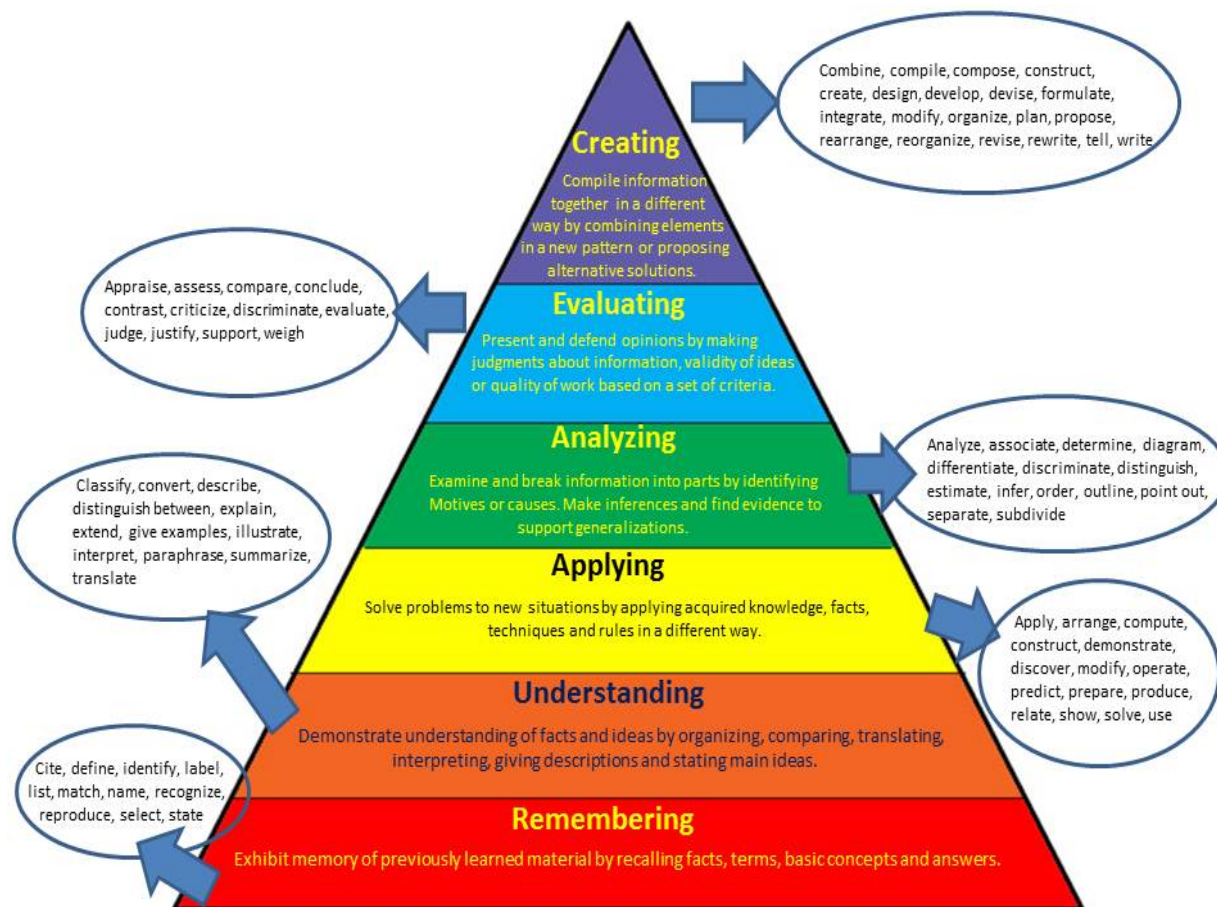 Combine, compile, compose, construct,
create, design, develop, devise, formulate,
integrate, modify, organize, plan, propose,
rearrange, reorganize, revise, rewrite, tell, write
Creating
Compile information
together in a different
way by combining elements
in a new pattern or proposing
alternative solutions.
Appraise, assess, compare, conclude,
contrast, criticize, discriminate, evaluate,
judge, justify, support, weigh
Evaluating
Present and defend opinions by making
judgments about information, validity of ideas
or quality of work based on a set of criteria.
Analyzing
Examine and break information into parts by identifying
Motives or causes. Make inferences and find evidence to
support generalizations.
Analyze, associate, determine, diagram,
differentiate, discriminate, distinguish,
estimate, infer, order, outline, point out,
separate, subdivide
Classify, convert, describe,
distinguish between, explain,
extend, give examples, illustrate,
interpret, paraphrase, summarize,
translate
Applying
Solve problems to new situations by applying acquired knowledge, facts,
techniques and rules in a different way.
Apply, arrange, compute,
construct, demonstrate,
discover, modify, operate,
predict, prepare, produce,
relate, show, solve, use
Understanding
Demonstrate understanding of facts and ideas by organizing, comparing, translating,
interpreting, giving descriptions and stating main ideas.
Cite, define, identify, label,
list, match, name, recognize,
reproduce, select, state
Remembering
Exhibit memory of previously learned material by recalling facts, terms, basic concepts and answers.